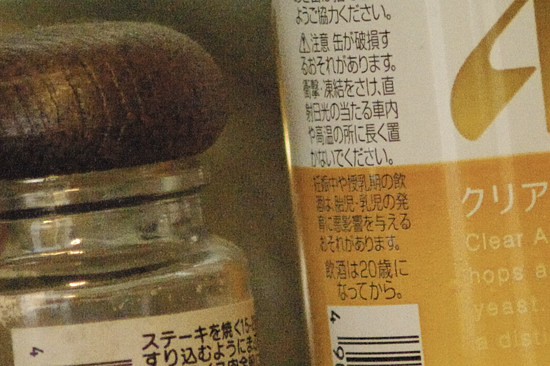 ようご協力ください。
⚠注意 缶が破損す
るおそれがあります。
衝撃・凍結をさけ、直
射日光の当たる車内
や高温の所に長く置
かないでください。
妊娠中や授乳期の飲
酒は、胎児・乳児の発
育に悪影響を与える
おそれがあります。
飲酒は20歳に
なってから。
クリア
Clear A
hops a
yeast.
a dist
ステーキを焼く15
すり込むように
4
4